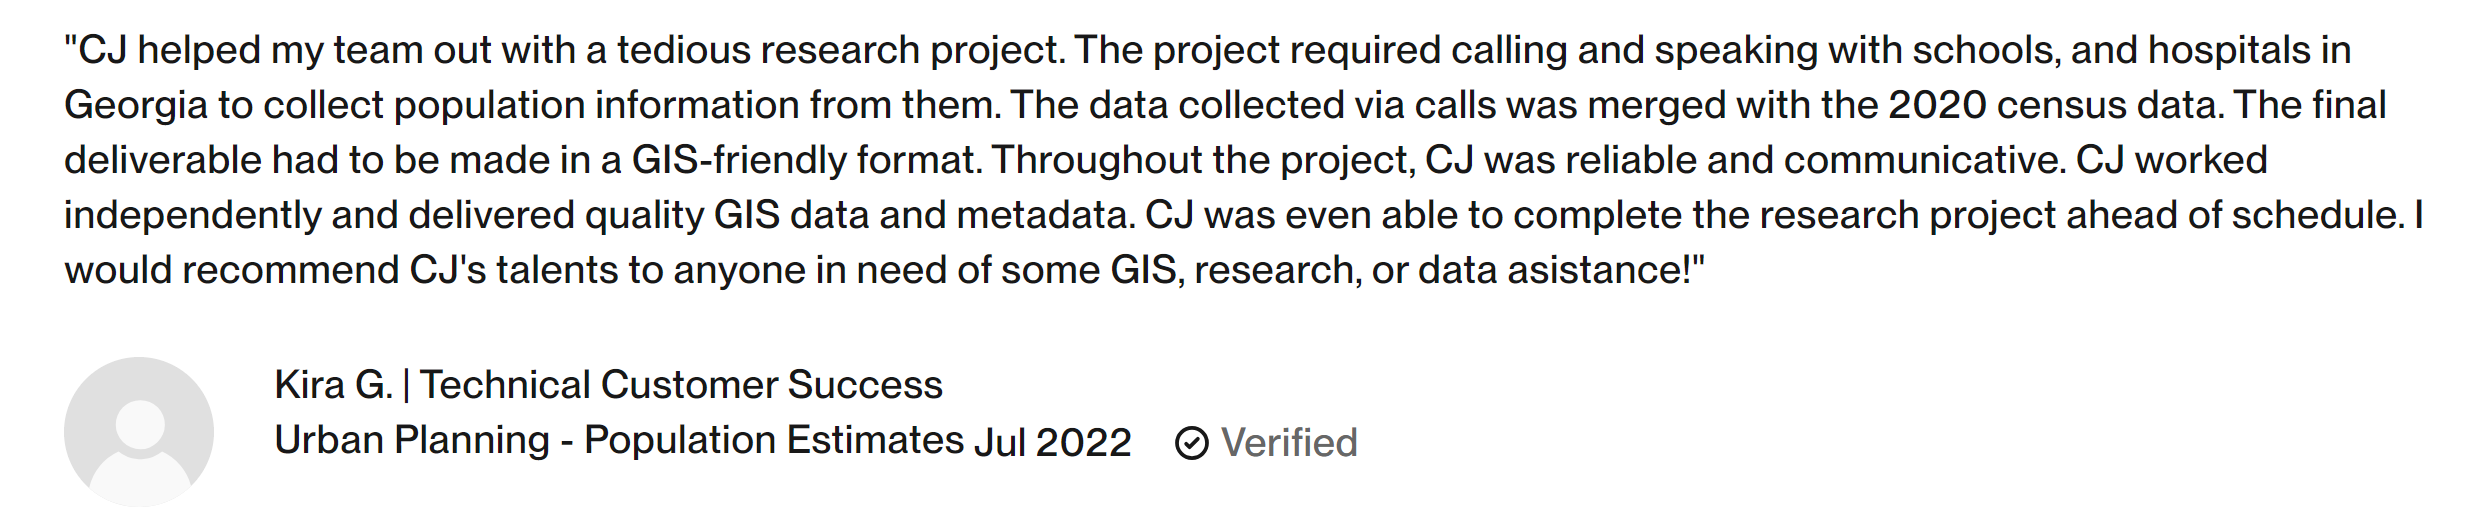 "CJ helped my team out with a tedious research project. The project required calling and speaking with schools, and hospitals in
Georgia to collect population information from them. The data collected via calls was merged with the 2020 census data. The final
deliverable had to be made in a GIS-friendly format. Throughout the project, CJ was reliable and communicative. CJ worked
independently and delivered quality GIS data and metadata. CJ was even able to complete the research project ahead of schedule. I
would recommend CJ's talents to anyone in need of some GIS, research, or data asistance!"
Kira G. | Technical Customer Success
Urban Planning - Population Estimates Jul 2022 Verified